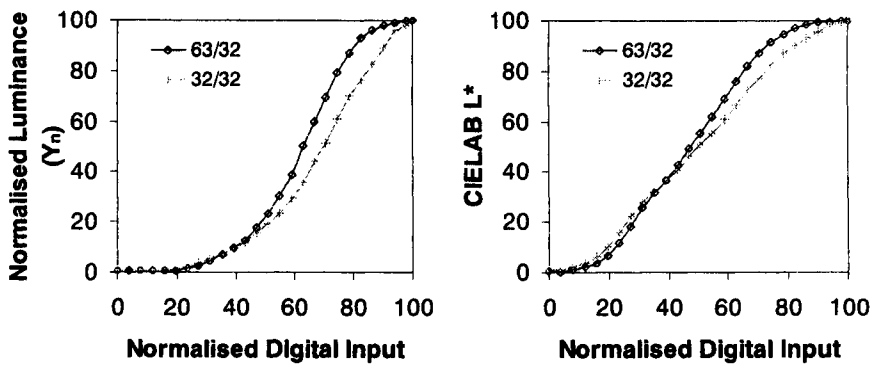 Normalised Luminance
(Yn)
100
80
60
40
20
0
63/32
32/32
0 20 40 60 80 100
Normalised Digital Input
CIELAB L*
100
80
60
40
20
0
63/32
32/32
0 20 40 60 80 100
Normalised Digital Input